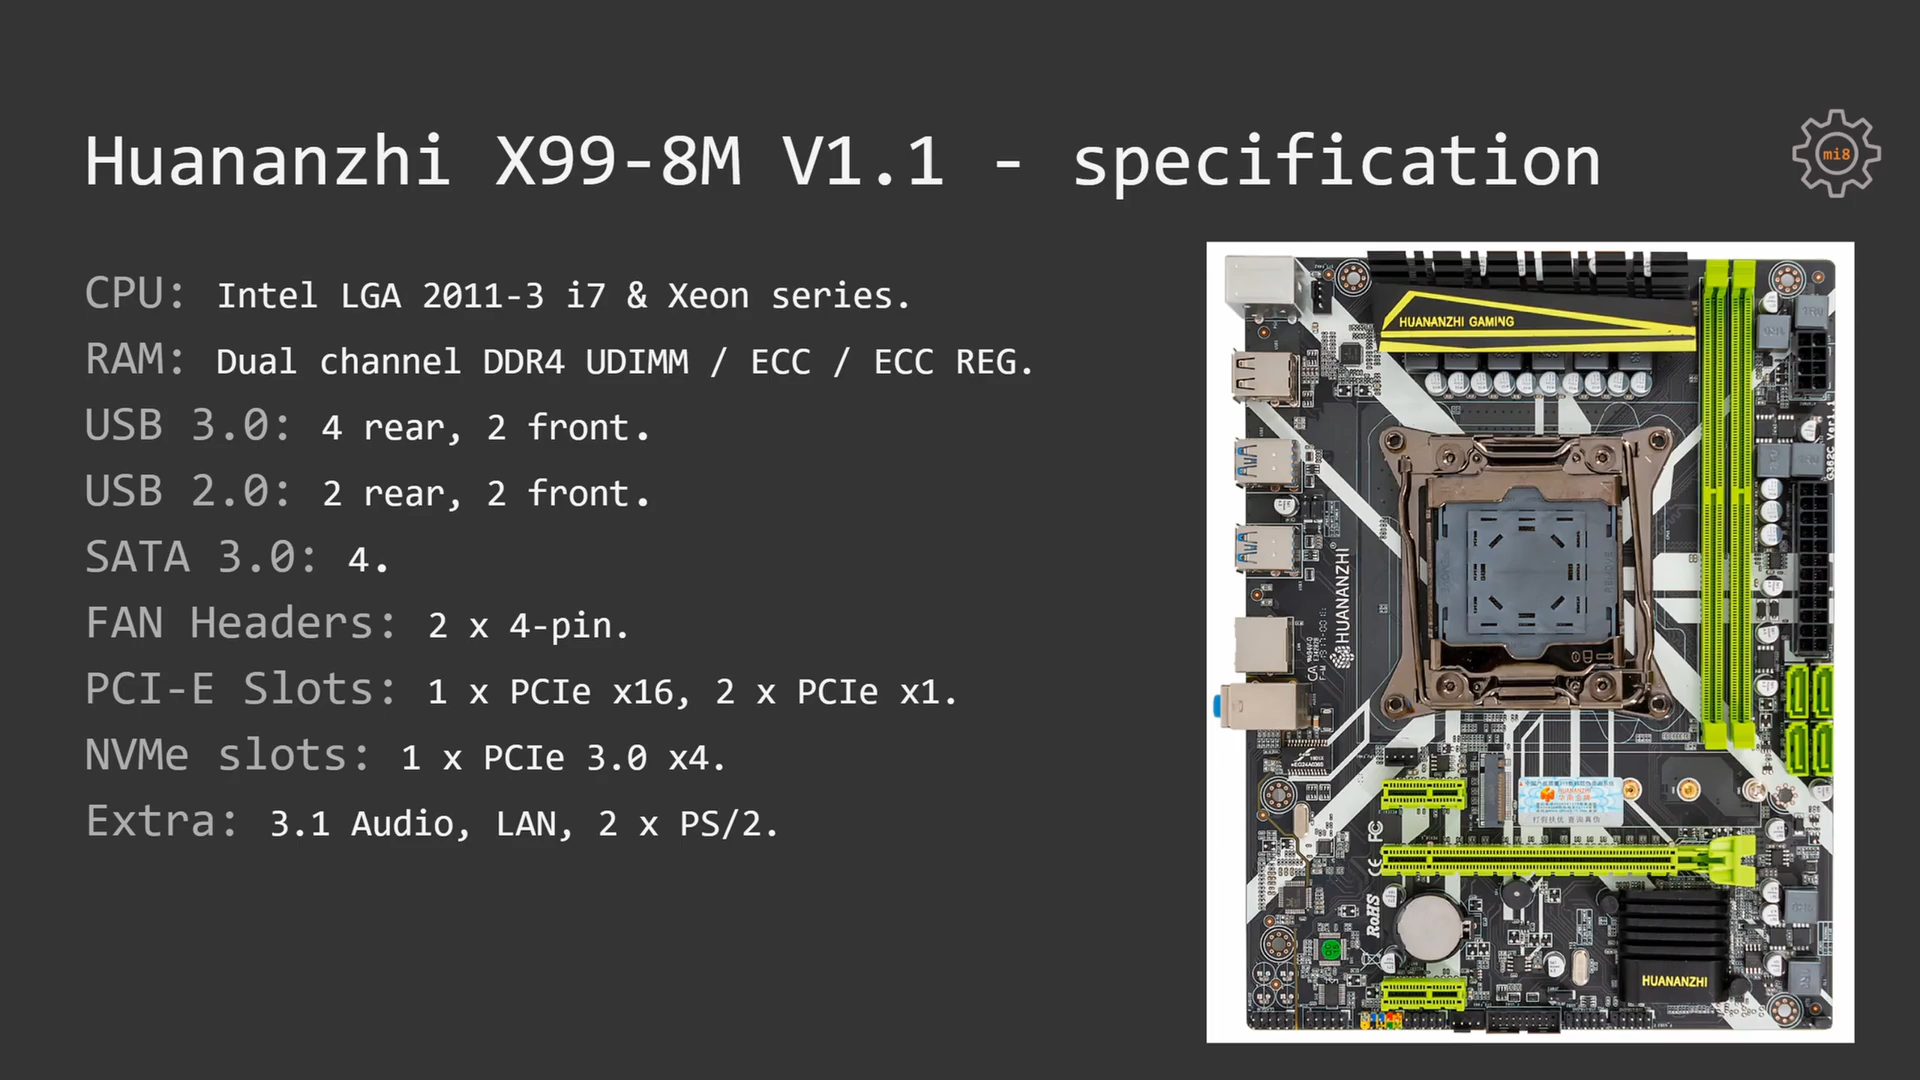 Huananzhi X99-8M V1.1 - specification
mi8
CPU: Intel LGA 2011-3 i7 & Xeon series.
RAM: Dual channel DDR4 UDIMM / ECC / ECC REG.
USB 3.0: 4 rear, 2 front.
USB 2.0: 2 rear, 2 front.
SATA 3.0: 4.
FAN Headers: 2 x 4-pin.
PCI-E Slots: 1 x PCIe x16, 2 x PCIe x1.
NVMe slots: 1 x PCIe 3.0 x4.
Extra: 3.1 Audio, LAN, 2 x PS/2.
HUANANZHI GAMING
HUANANZHI
FC
CE
RoHS
HUANANZHI